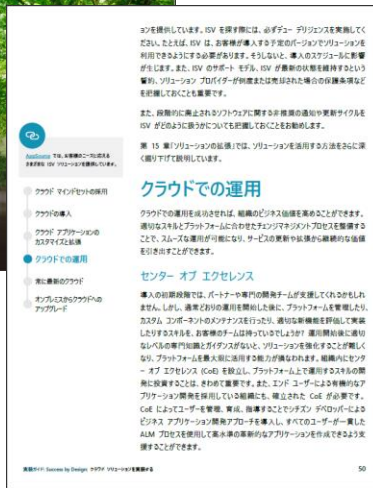 ョンを提供しています。ISV を探す際には、必ずデュー デリジェンスを実施してく
ださい。たとえば、ISV は、お客様が導入する予定のバージョンでソリューションを
利用できるようにする必要があります。そうしないと、導入のスケジュールに影響
が生じます。また、ISV のサポート モデル、ISV が最新の状態を維持するという
誓約、ソリューション プロバイダーが倒産または売却された場合の保護条項など
を把握しておくことも重要です。
また、段階的に廃止されるソフトウェアに関する非推奨の通知や更新サイクルを
ISV がどのように扱うかについても把握しておくことをお勧めします。
第 15 章「ソリューションの拡張」では、ソリューションを活用する方法をさらに深
く掘り下げて説明しています。
AppSource では、お客様のニーズに応える
さまざまな ISV ソリューションを提供しています。
クラウド マインドセットの採用
クラウドの導入
クラウド アプリケーションの
カスタマイズと拡張
クラウドでの運用
常に最新のクラウド
オンプレミスからクラウドへの
アップグレード
クラウドでの運用
クラウドでの運用を成功させれば、組織のビジネス価値を高めることができます。
適切なスキルとプラットフォームに合わせたチェンジマネジメントプロセスを整備する
ことで、スムーズな運用が可能になり、サービスの更新や拡張から継続的な価値
を引き出すことができます。
センター オブ エクセレンス
導入の初期段階では、パートナーや専門の開発チームが支援してくれるかもしれ
ません。しかし、通常どおりの運用を開始した後に、プラットフォームを管理したり、
カスタム コンポーネントのメンテナンスを行ったり、適切な新機能を評価して実装
したりするスキルを、お客様のチームは持っているでしょうか? 運用開始後に適切
なレベルの専門知識とガイダンスがないと、ソリューションを強化することが難しく
なり、プラットフォームを最大限に活用する能力が損なわれます。組織内にセンタ
ー オブ エクセレンス (CoE) を設立し、プラットフォーム上で運用するスキルの開
発に投資することは、きわめて重要です。また、エンド ユーザーによる有機的なア
プリケーション開発を採用している組織にも、確立された CoE が必要です。
CoE によってユーザーを管理、育成、指導することでシチズン デベロッパーによる
ビジネス アプリケーション開発アプローチを導入し、すべてのユーザーが一貫した
ALM プロセスを使用して高水準の革新的なアプリケーションを作成できるよう支
援することができます。
実装ガイド: Success by Design: クラウド ソリューションを実装する
50